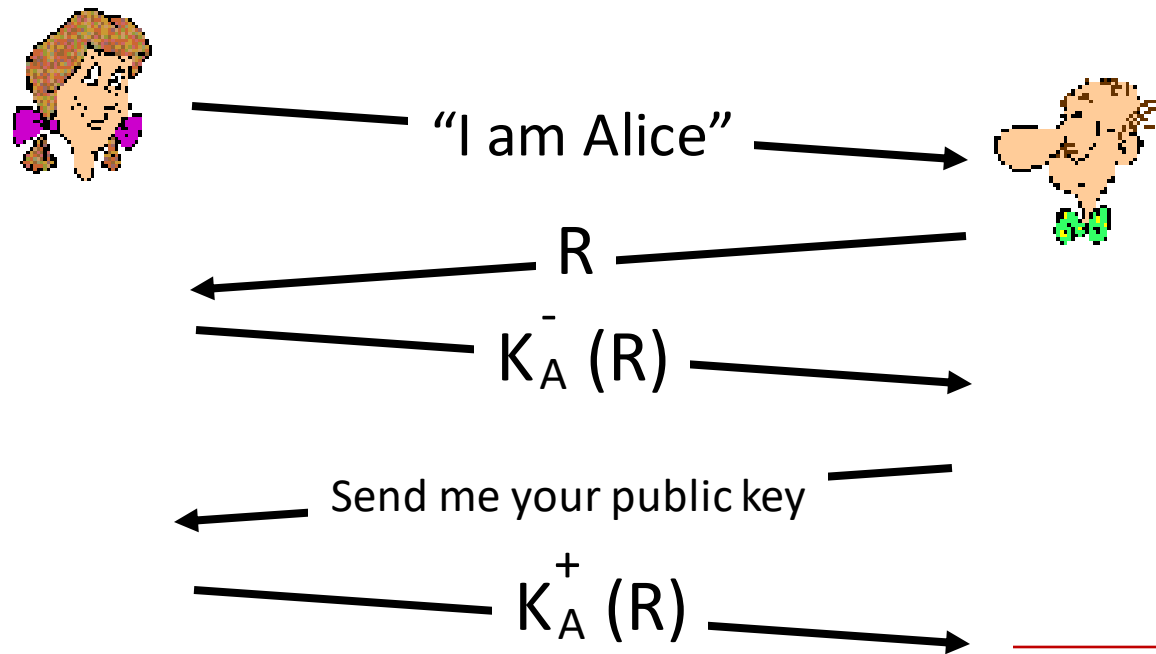 “I am Alice”
R
K_A^- (R)
Send me your public key
K_A^+ (R)